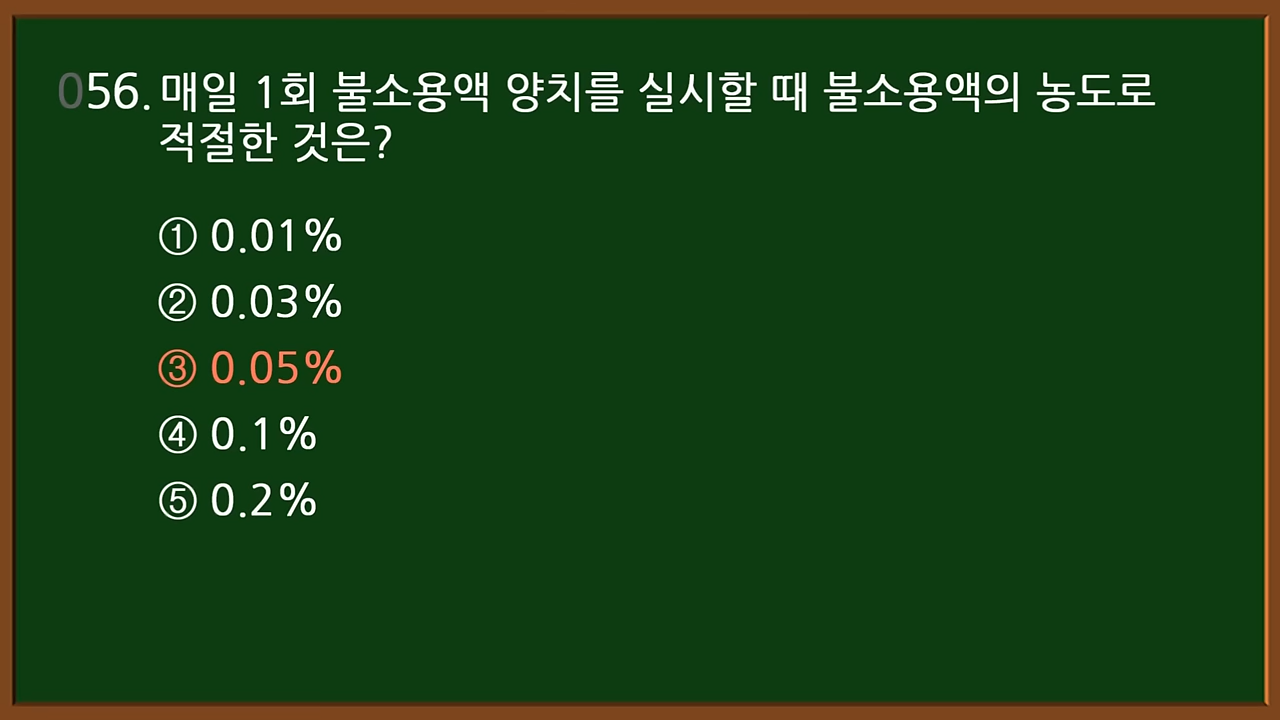 056. 매일 1회 불소용액 양치를 실시할 때 불소용액의 농도로
적절한 것은?
① 0.01%
② 0.03%
③ 0.05%
④ 0.1%
⑤ 0.2%